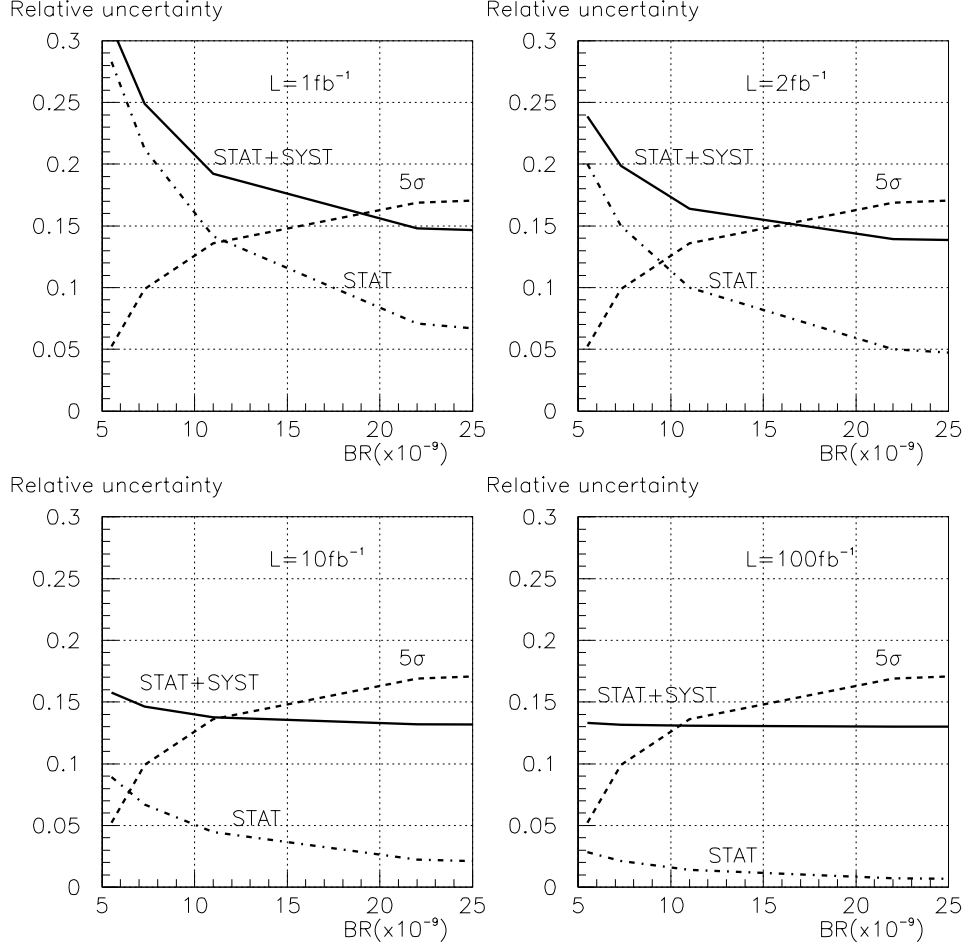 Relative uncertainty
0.3
0.25
0.2
0.15
0.1
0.05
0
L=1fb⁻¹
STAT+SYST
5σ
STAT
5 10 15 20 25
BR(x10⁻⁹)
Relative uncertainty
0.3
0.25
0.2
0.15
0.1
0.05
0
L=2fb⁻¹
STAT+SYST
5σ
STAT
5 10 15 20 25
BR(x10⁻⁹)
Relative uncertainty
0.3
0.25
0.2
0.15
0.1
0.05
0
L=10fb⁻¹
5σ
STAT+SYST
STAT
5 10 15 20 25
BR(x10⁻⁹)
Relative uncertainty
0.3
0.25
0.2
0.15
0.1
0.05
0
L=100fb⁻¹
5σ
STAT+SYST
STAT
5 10 15 20 25
BR(x10⁻⁹)